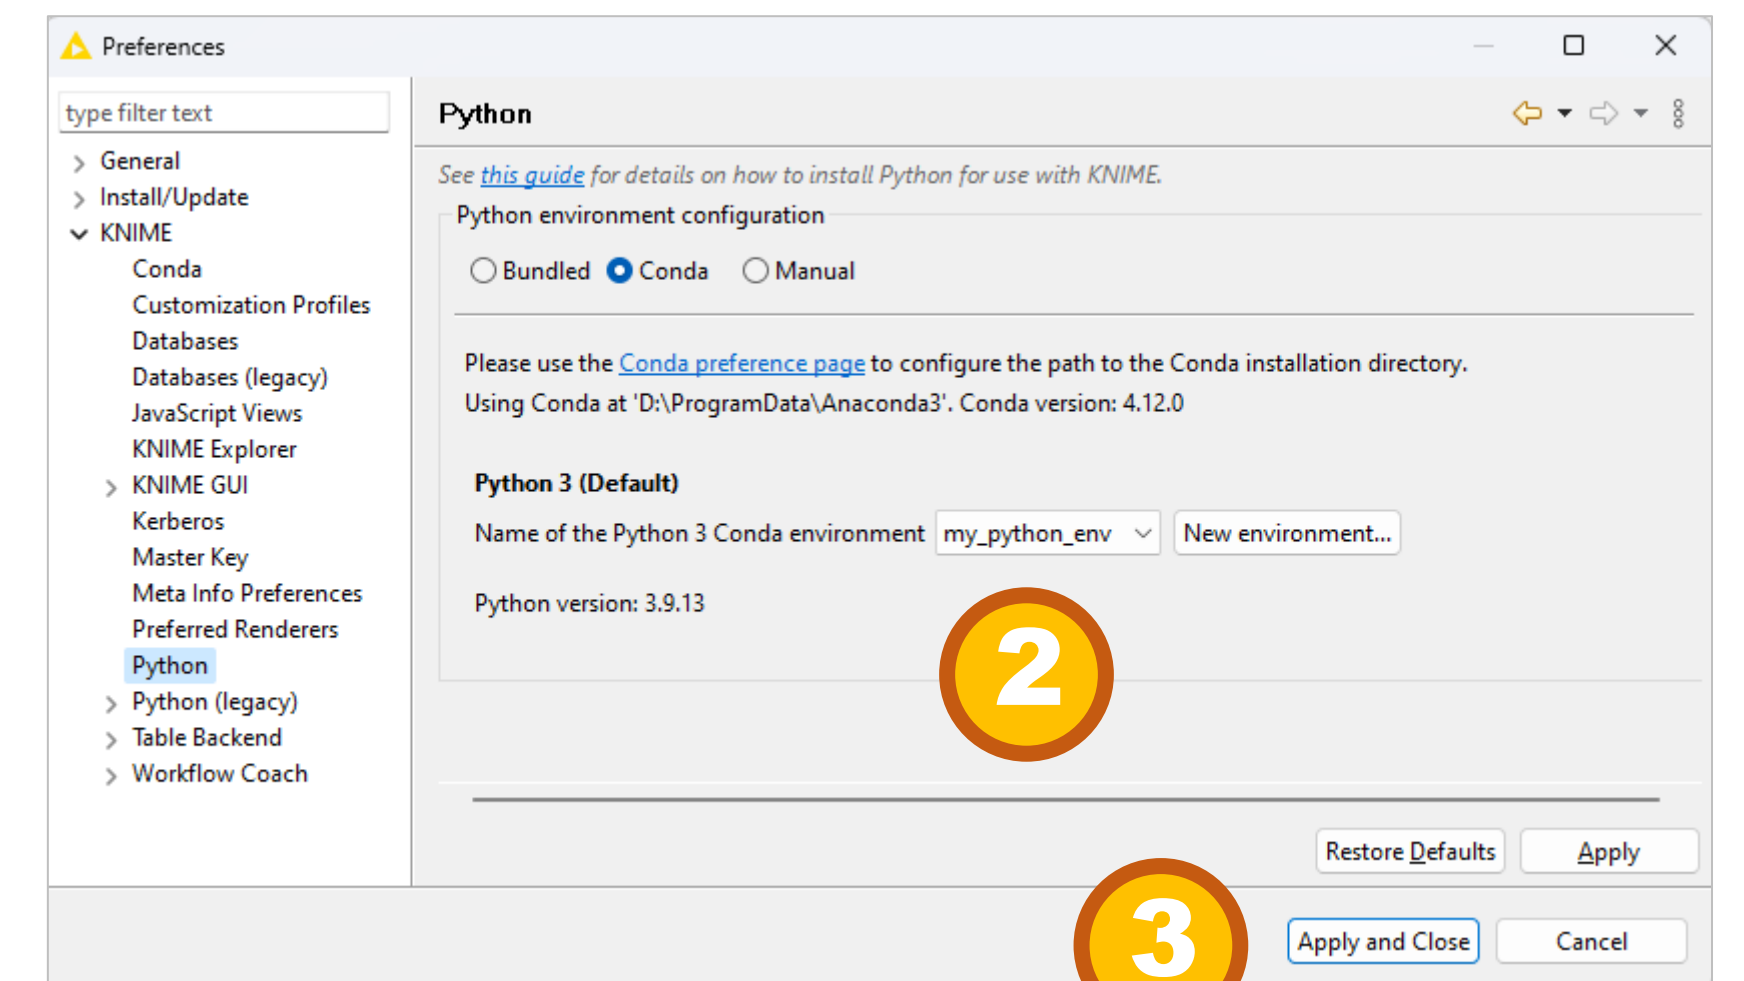 Preferences
type filter text
General
Install/Update
KNIME
Conda
Customization Profiles
Databases
Databases (legacy)
JavaScript Views
KNIME Explorer
KNIME GUI
Kerberos
Master Key
Meta Info Preferences
Preferred Renderers
Python
Python (legacy)
Table Backend
Workflow Coach
Python
See this guide for details on how to install Python for use with KNIME.
Python environment configuration
Bundled Conda Manual
Please use the Conda preference page to configure the path to the Conda installation directory.
Using Conda at 'D:\ProgramData\Anaconda3'. Conda version: 4.12.0
Python 3 (Default)
Name of the Python 3 Conda environment my_python_env New environment...
Python version: 3.9.13
2
Restore Defaults Apply
3
Apply and Close Cancel